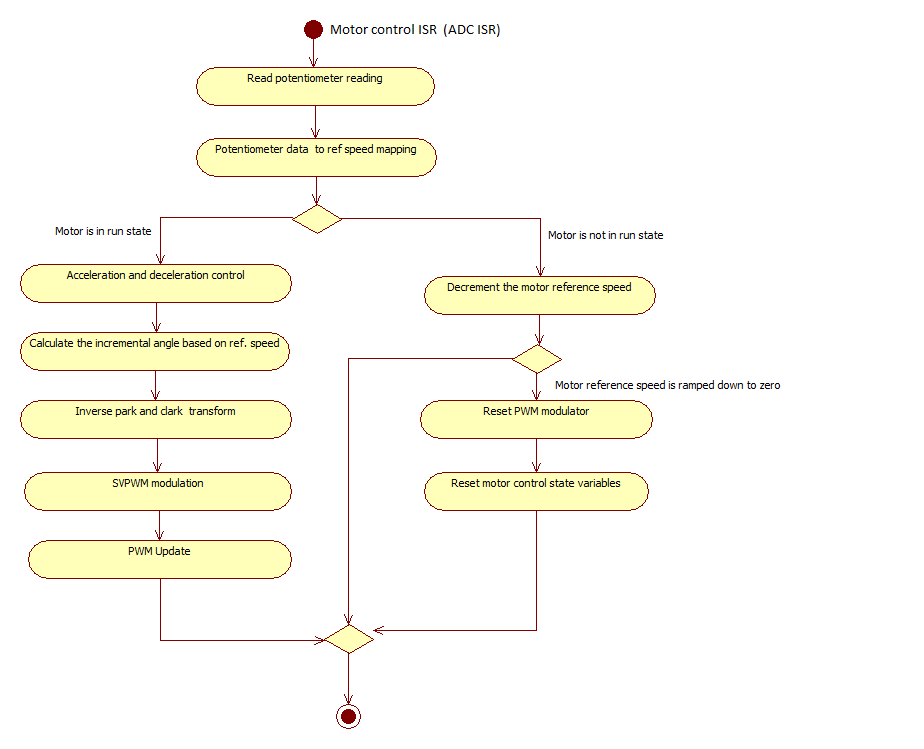 Motor control ISR (ADC ISR)
Read potentiometer reading
Potentiometer data to ref speed mapping
Motor is in run state
Motor is not in run state
Acceleration and deceleration control
Decrement the motor reference speed
Calculate the incremental angle based on ref. speed
Motor reference speed is ramped down to zero
Inverse park and clark transform
Reset PWM modulator
SVPWM modulation
Reset motor control state variables
PWM Update